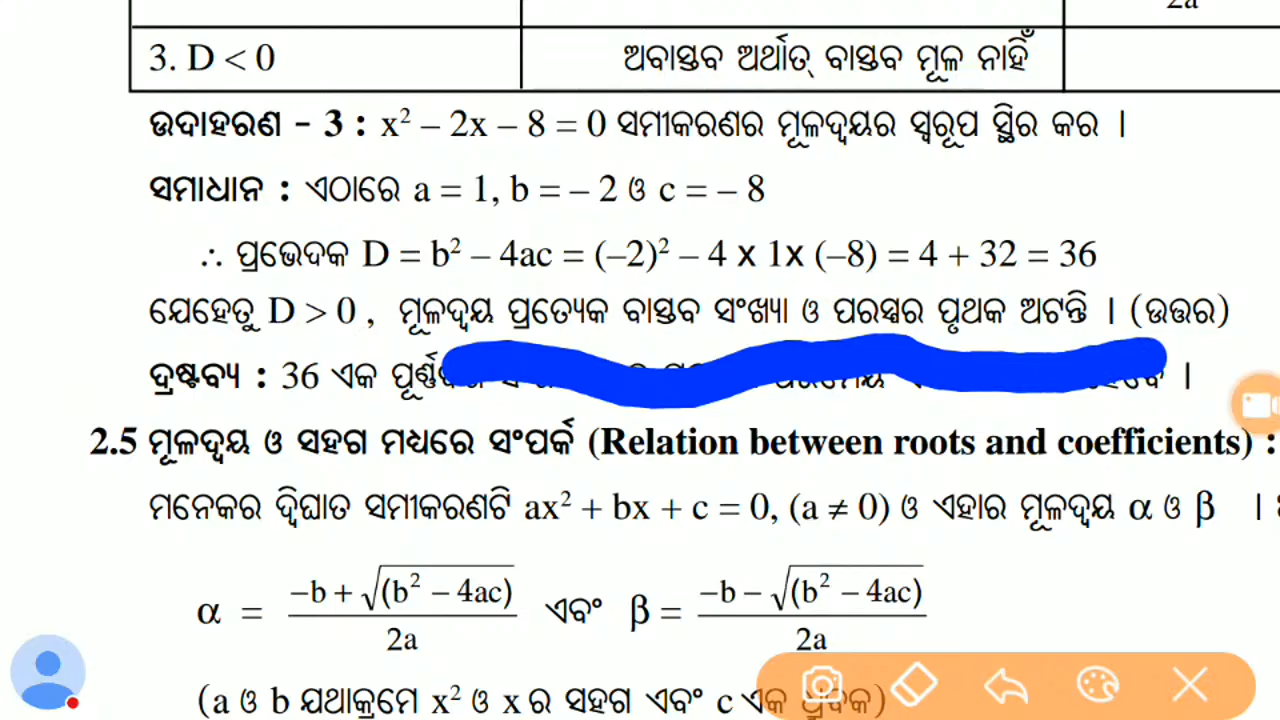 2a
3. D < 0 ଅବାସ୍ତବ ଅର୍ଥାତ୍ ବାସ୍ତବ ମୂଳ ନାହିଁ
ଉଦାହରଣ – 3 : x² – 2x – 8 = 0 ସମୀକରଣର ମୂଳଦ୍ୱୟର ସ୍ୱରୂପ ସ୍ଥିର କର ।
ସମାଧାନ : ଏଠାରେ a = 1, b = – 2 ଓ c = – 8
∴ ପ୍ରଭେଦକ D = b² – 4ac = (–2)² – 4 x 1x (–8) = 4 + 32 = 36
ଯେହେତୁ D > 0 , ମୂଳଦ୍ୱୟ ପ୍ରତ୍ୟେକ ବାସ୍ତବ ସଂଖ୍ୟା ଓ ପରସ୍ପର ପୃଥକ ଅଟନ୍ତି । (ଉତ୍ତର)
ଦ୍ରଷ୍ଟବ୍ୟ : 36 ଏକ ।
2.5 ମୂଳଦ୍ୱୟ ଓ ସହଗ ମଧ୍ୟରେ ସଂପର୍କ (Relation between roots and coefficients) :
ମନେକର ଦ୍ୱିଘାତ ସମୀକରଣଟି ax² + bx + c = 0, (a ≠ 0) ଓ ଏହାର ମୂଳଦ୍ୱୟ α ଓ β ।
α = (–b + √(b² – 4ac))/2a ଏବଂ β = (–b – √(b² – 4ac))/2a
(a ଓ b ଯଥାକ୍ରମେ x² ଓ x ର ସହଗ ଏବଂ c ଏକ ଧ୍ରୁବକ)